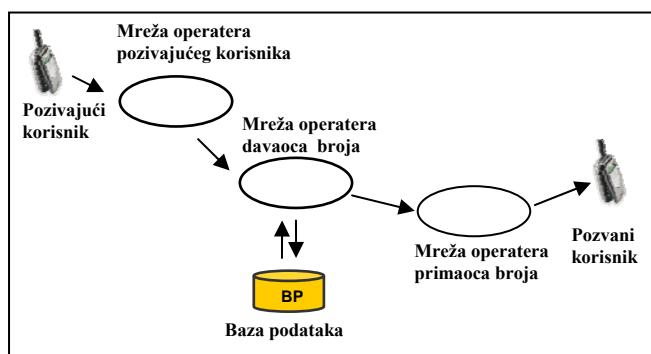 Mreža operatera
pozivajućeg korisnika
Pozivajući
korisnik
Mreža operatera
davaoca broja
Mreža operatera
primaoca broja
Pozvani
korisnik
BP
Baza podataka